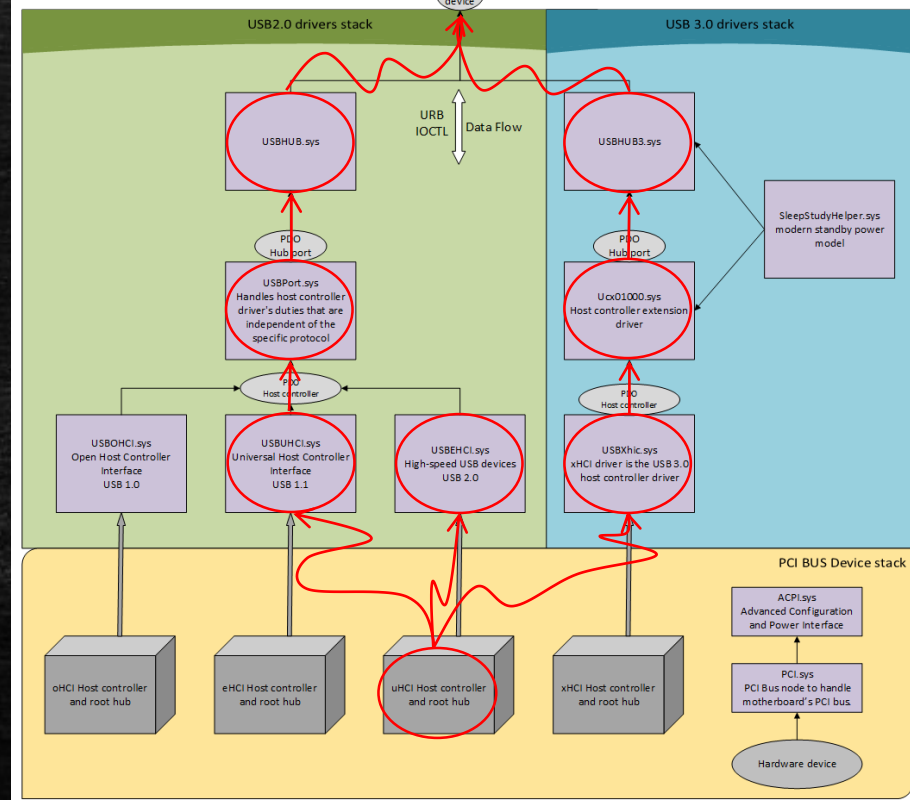 device
USB2.0 drivers stack
USB 3.0 drivers stack
URB
IOCTL
Data Flow
USBHUB.sys
USBHUB3.sys
SleepStudyHelper.sys
modern standby power
model
PDO
Hub port
PDO
Hub port
USBPort.sys
Handles host controller
driver's duties that are
independent of the
specific protocol
Ucx01000.sys
Host controller extension
driver
PDO
Host controller
PDO
Host controller
USBOHCI.sys
Open Host Controller
Interface
USB 1.0
USBUHCI.sys
Universal Host Controller
Interface
USB 1.1
USBEHCI.sys
High-speed USB devices
USB 2.0
USBXhic.sys
xHCI driver is the USB 3.0
host controller driver
PCI BUS Device stack
ACPI.sys
Advanced Configuration
and Power Interface
oHCI Host controller
and root hub
eHCI Host controller
and root hub
uHCI Host controller
and root hub
xHCI Host controller
and root hub
PCI.sys
PCI Bus node to handle
motherboard's PCI bus.
Hardware device